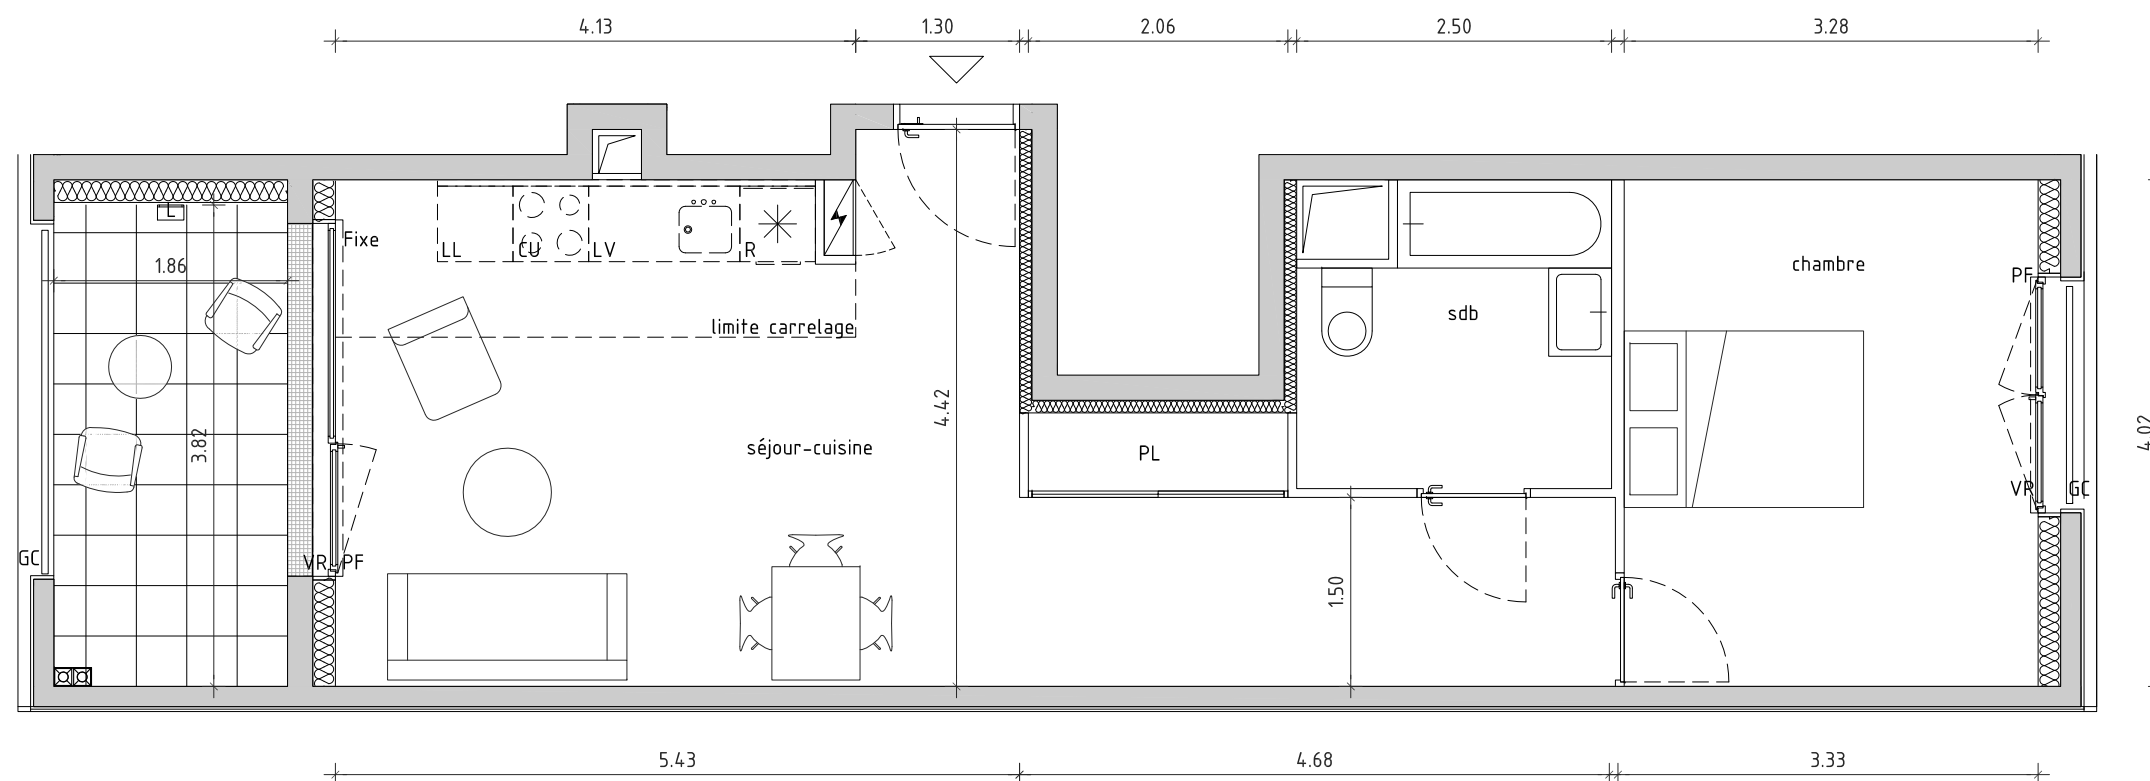 4.13
1.30
2.06
2.50
3.28
L
Fixe
1.86
LL
CU
LV
R
chambre
PF
sdb
limite carrelage
4.42
séjour-cuisine
3.82
PL
4.02
VR
GC
GC
VR
PF
1.50
5.43
4.68
3.33